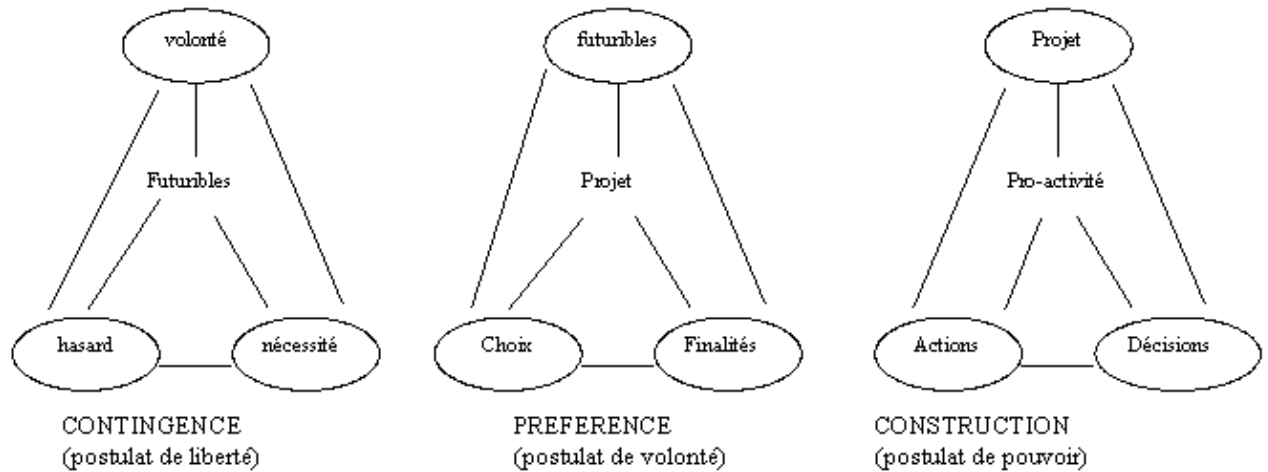 volonté
Futuribles
hasard
nécessité
CONTINGENCE
(postulat de liberté)
futuribles
Projet
Choix
Finalités
PREFERENCE
(postulat de volonté)
Projet
Pro-activité
Actions
Décisions
CONSTRUCTION
(postulat de pouvoir)